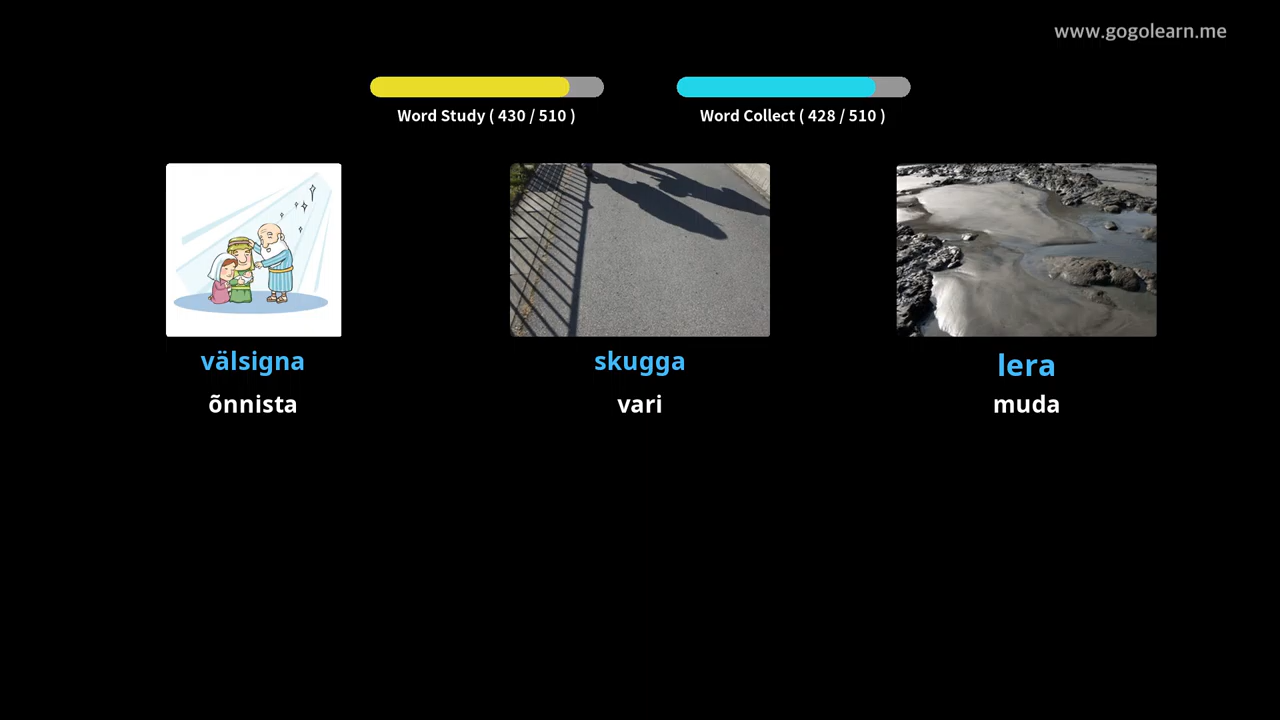 www.gogolearn.me
Word Study ( 430 / 510 )
Word Collect ( 428 / 510 )
välsigna
skugga
lera
õnnista
vari
muda